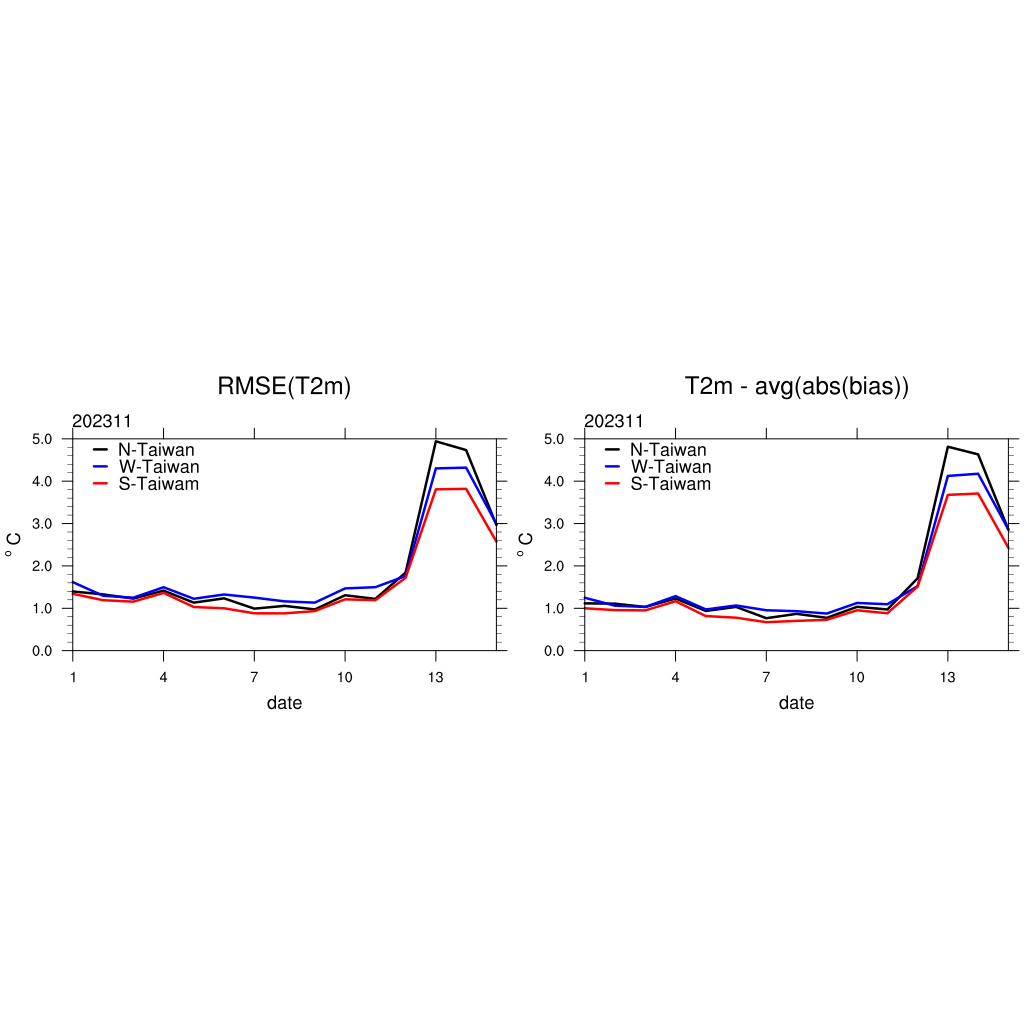 RMSE(T2m)
202311
N-Taiwan
W-Taiwan
S-Taiwam
5.0
4.0
3.0
2.0
1.0
0.0
° C
1 4 7 10 13
date
T2m - avg(abs(bias))
202311
N-Taiwan
W-Taiwan
S-Taiwam
5.0
4.0
3.0
2.0
1.0
0.0
° C
1 4 7 10 13
date